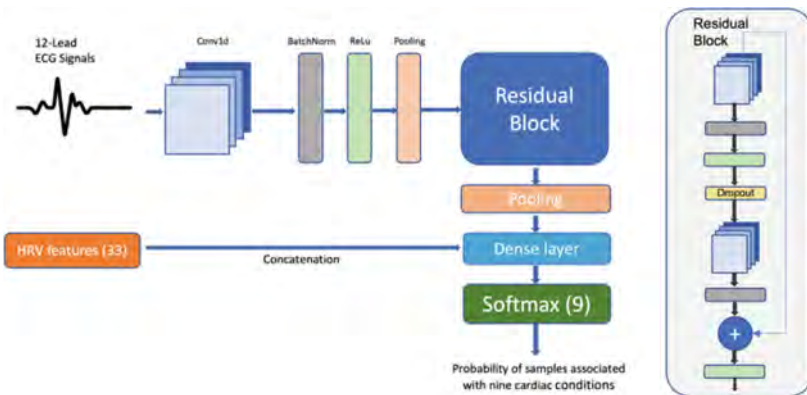 12-Lead
ECG Signals
Conv1d
BatchNorm
ReLu
Pooling
Residual
Block
Pooling
HRV features (33)
Concatenation
Dense layer
Softmax (9)
Probability of samples associated
with nine cardiac conditions
Residual
Block
Dropout
+